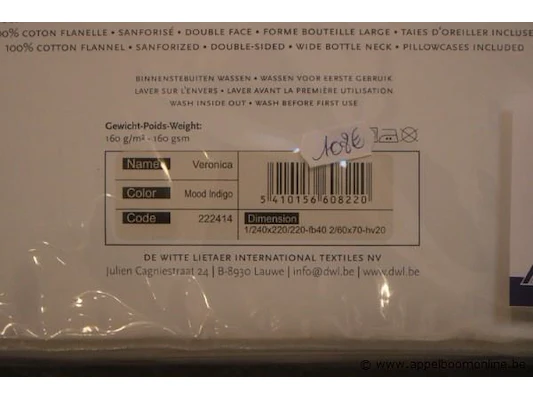 100% COTON FLANELLE • SANFORISÉ • DOUBLE FACE • FORME BOUTEILLE LARGE • TAIES D'OREILLER INCLUSE
100% COTTON FLANNEL • SANFORIZED • DOUBLE-SIDED • WIDE BOTTLE NECK • PILLOWCASES INCLUDED
BINNENSTEBUITEN WASSEN • WASSEN VOOR EERSTE GEBRUIK
LAVER SUR L'ENVERS • LAVER AVANT LA PREMIÈRE UTILISATION
WASH INSIDE OUT • WASH BEFORE FIRST USE
Gewicht-Poids-Weight:
160 g/m² - 160 gsm
108€
Name Veronica
Color Mood Indigo
5 410156 608220
Code 222414
Dimension
1/240x220/220-fb40 2/60x70-hv20
DE WITTE LIETAER INTERNATIONAL TEXTILES NV
Julien Cagniestraat 24 | B-8930 Lauwe | info@dwl.be | www.dwl.be
© www.appelboomonline.be